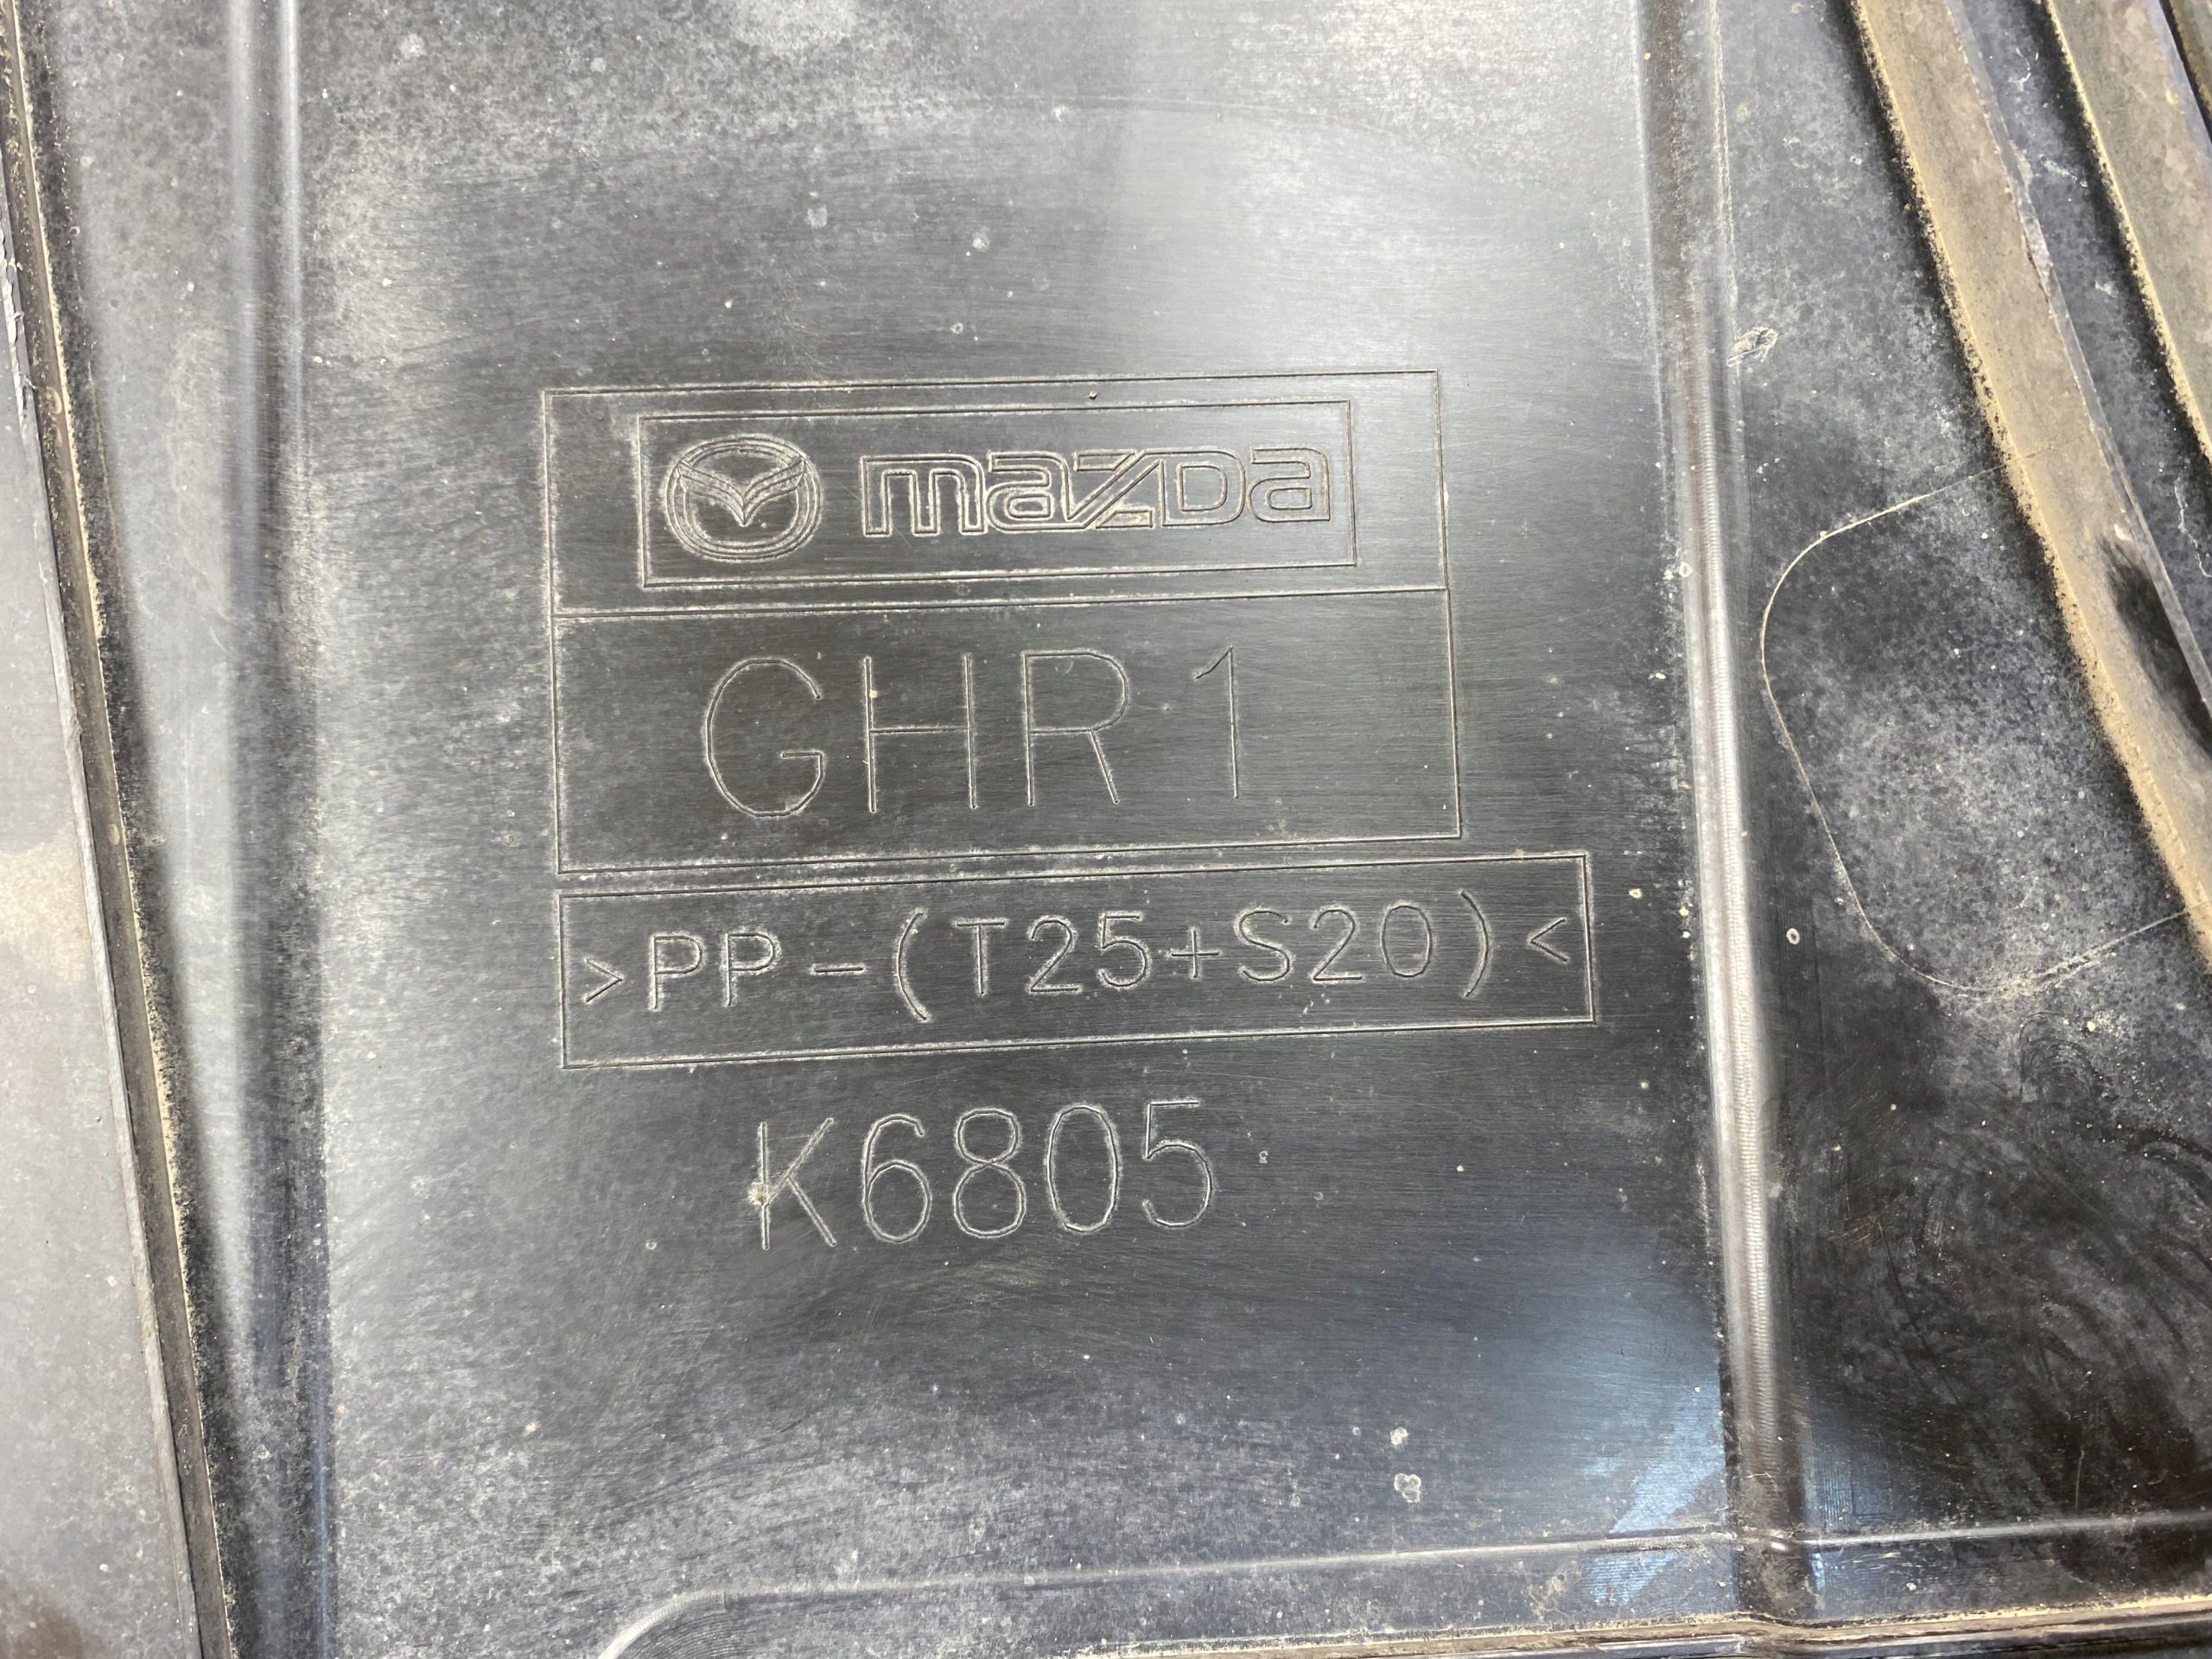 mazda
GHR1
>PP-(T25+S20)<
K6805